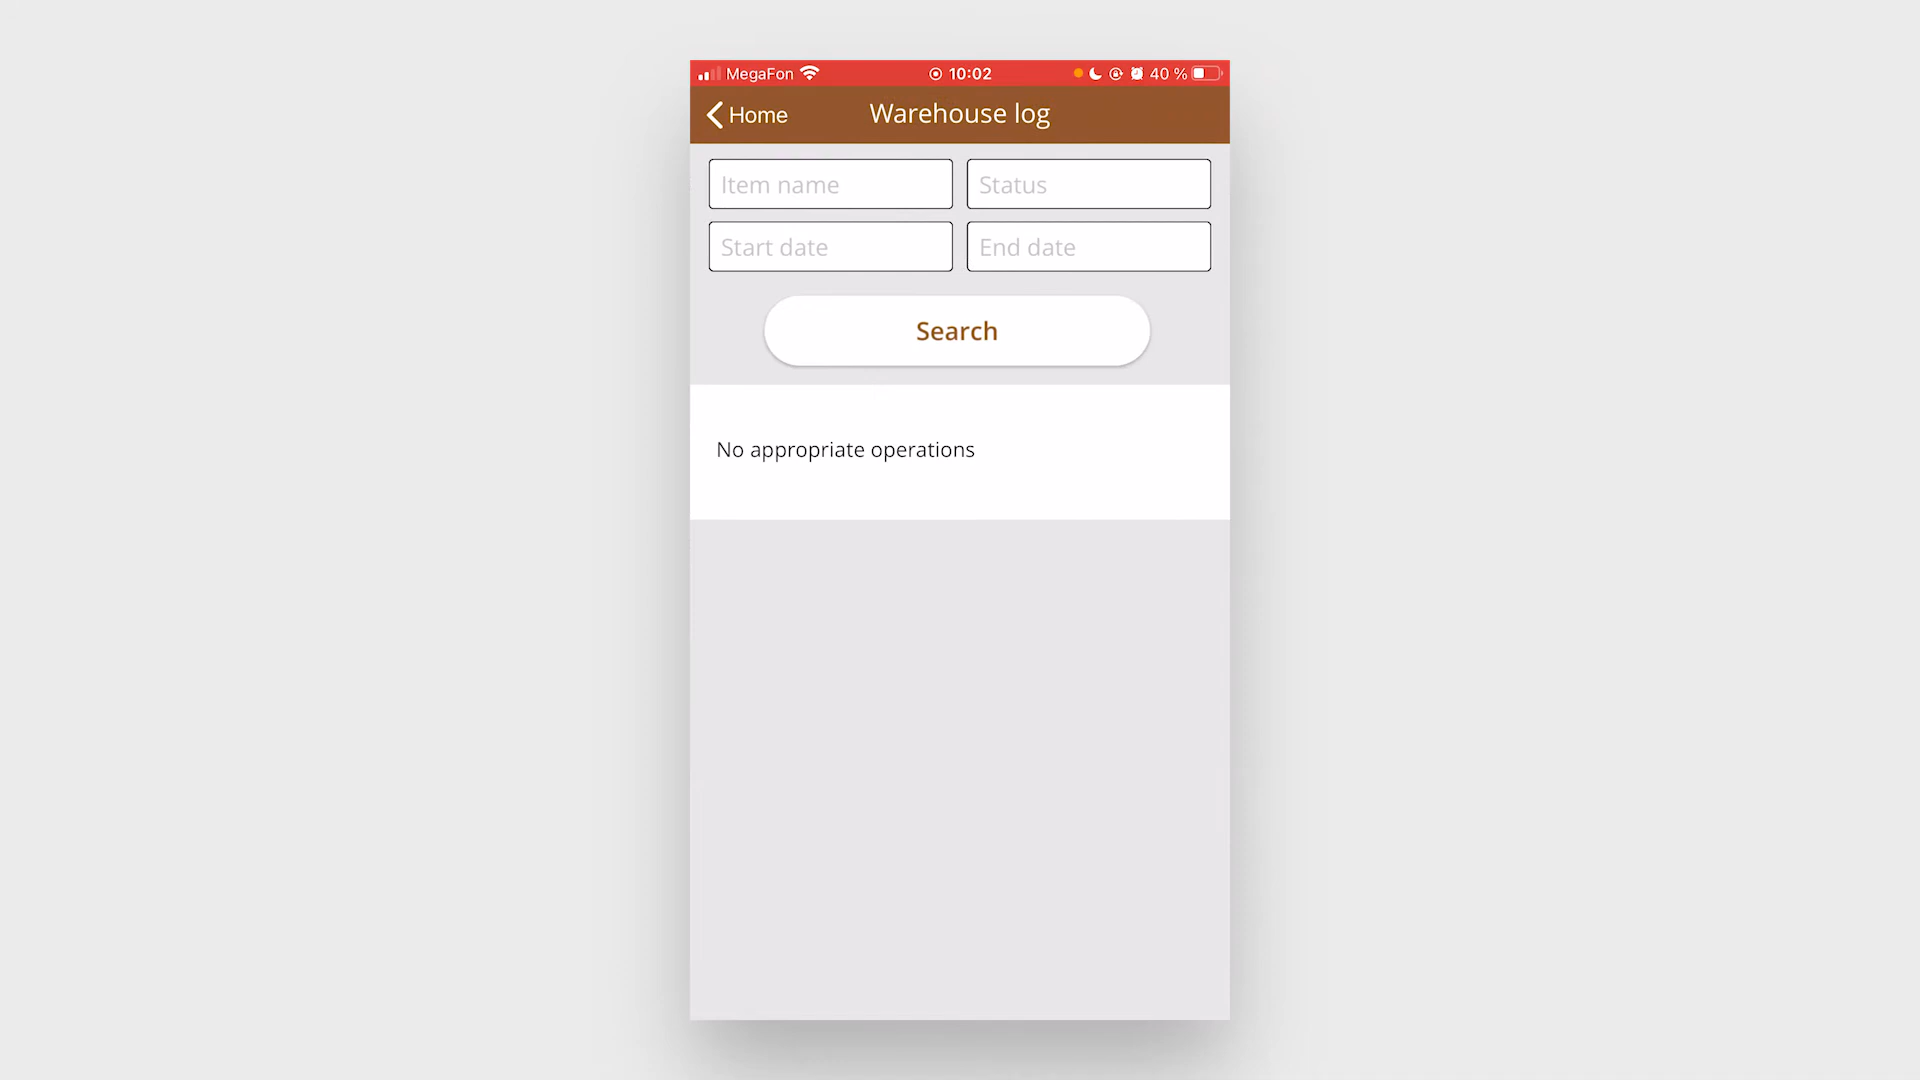 MegaFon 10:02 40 %
Home Warehouse log
Item name Status
Start date End date
Search
No appropriate operations